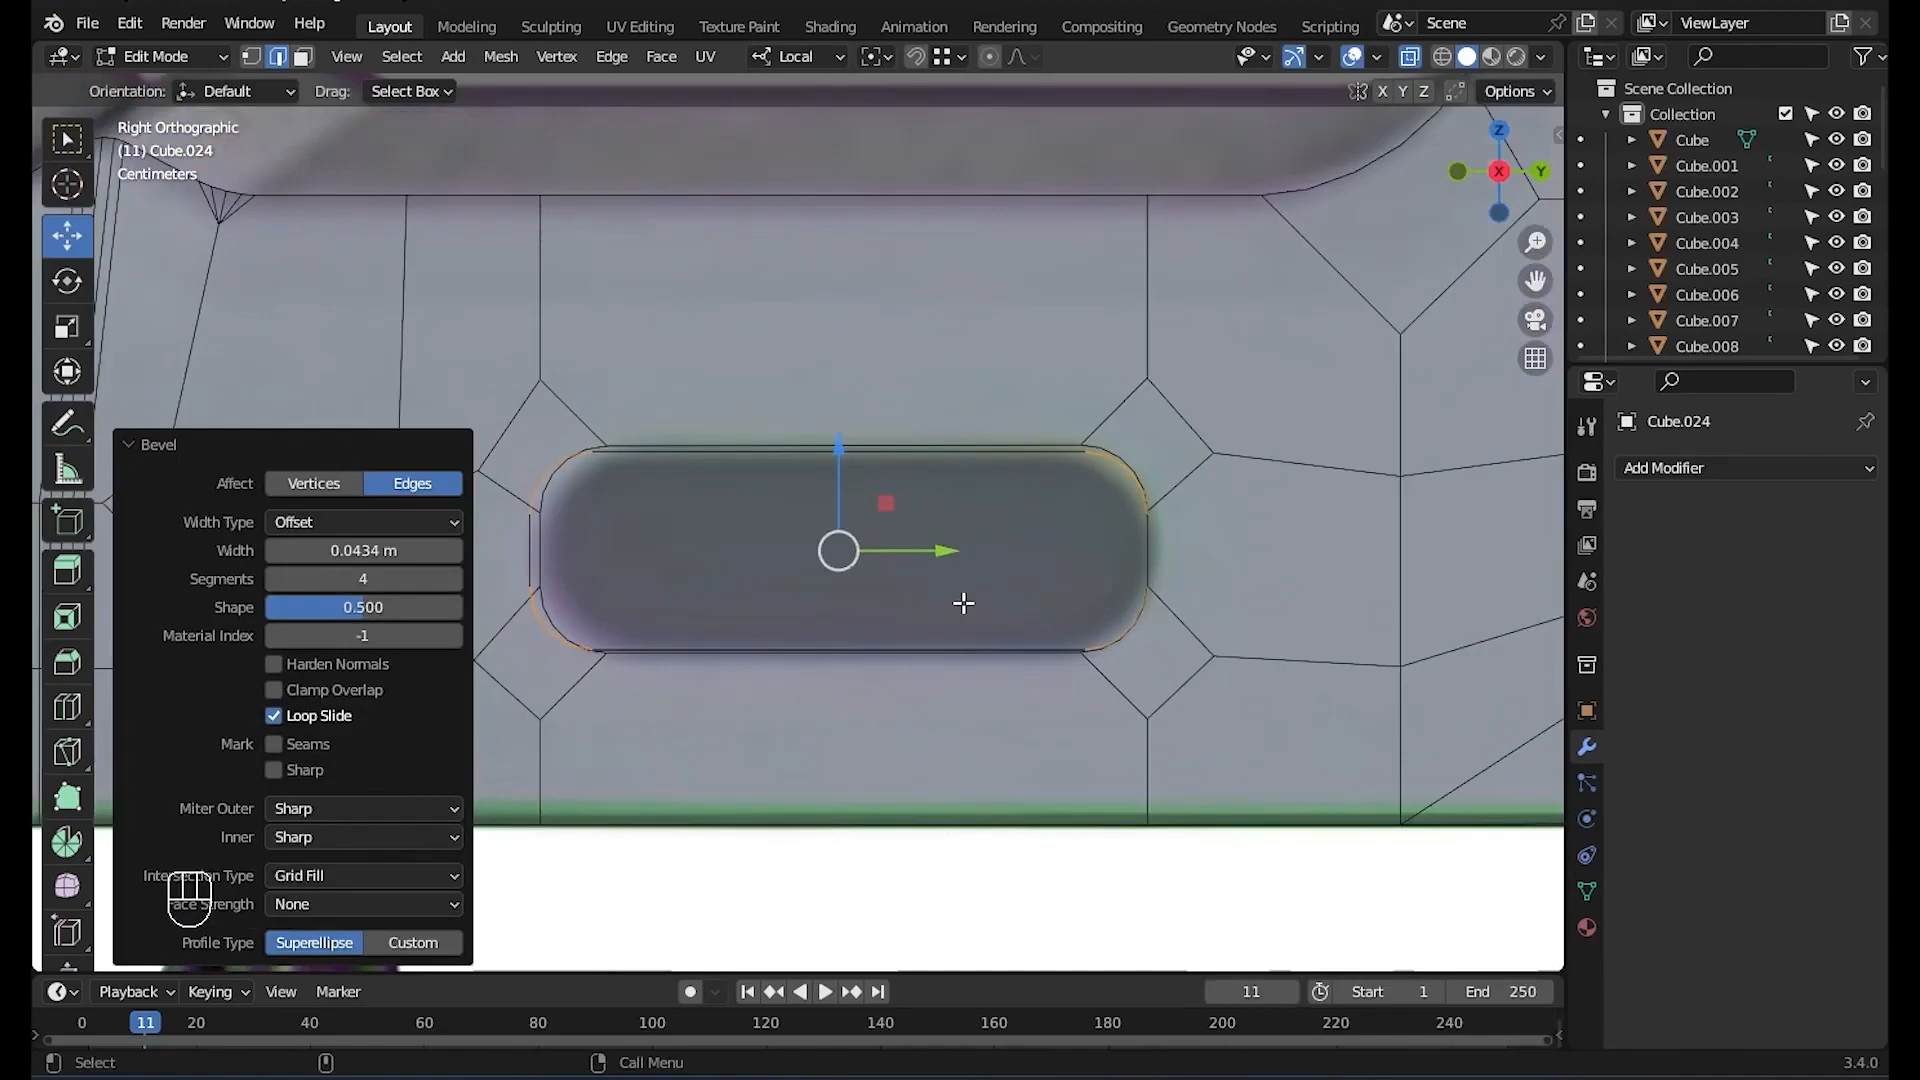 File Edit Render Window Help Layout Modeling Sculpting UV Editing Texture Paint Shading Animation Rendering Compositing Geometry Nodes Scripting Scene ViewLayer
Edit Mode View Select Add Mesh Vertex Edge Face UV Local
Orientation: Default Drag: Select Box X Y Z Options
Right Orthographic
(11) Cube.024
Centimeters
Z
X
Y
Scene Collection
Collection
Cube
Cube.001
Cube.002
Cube.003
Cube.004
Cube.005
Cube.006
Cube.007
Cube.008
Cube.024
Add Modifier
Bevel
Affect Vertices Edges
Width Type Offset
Width 0.0434 m
Segments 4
Shape 0.500
Material Index -1
Harden Normals
Clamp Overlap
Loop Slide
Mark Seams
Sharp
Miter Outer Sharp
Inner Sharp
Intersection Type Grid Fill
Face Strength None
Profile Type Superellipse Custom
Playback Keying View Marker 11 Start 1 End 250
0 11 20 40 60 80 100 120 140 160 180 200 220 240
Select Call Menu 3.4.0